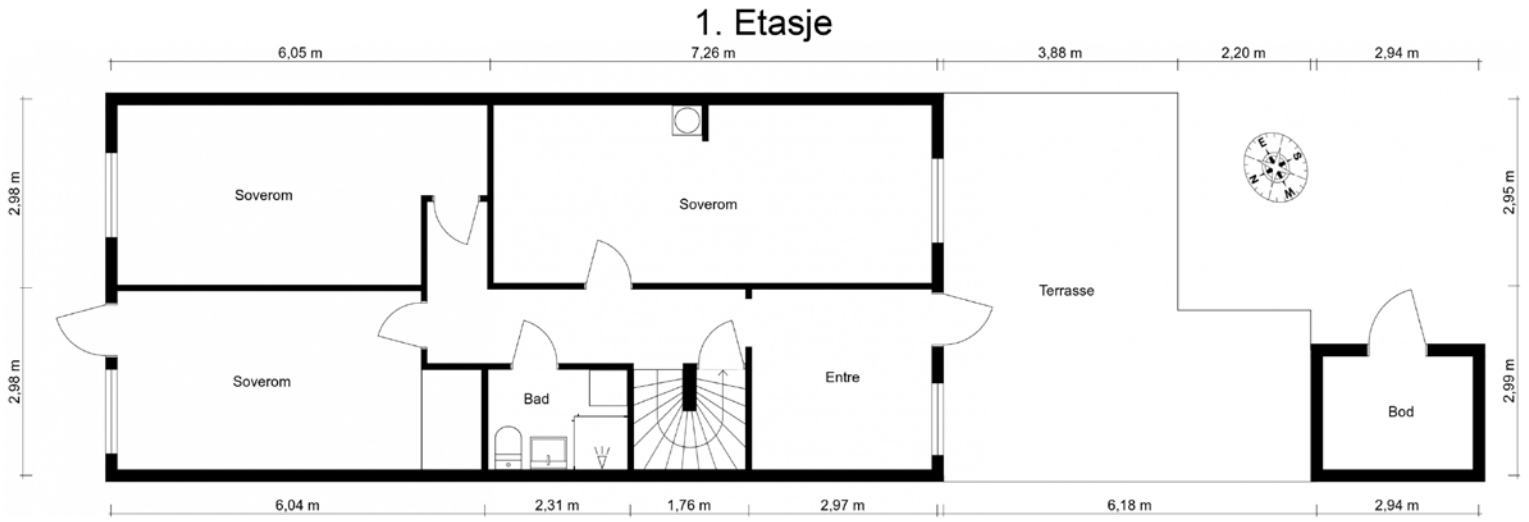 1. Etasje
6,05 m
7,26 m
3,88 m
2,20 m
2,94 m
2,98 m
2,95 m
Soverom
Soverom
E
S
N
W
Terrasse
2,98 m
2,99 m
Soverom
Bad
Entre
Bod
6,04 m
2,31 m
1,76 m
2,97 m
6,18 m
2,94 m